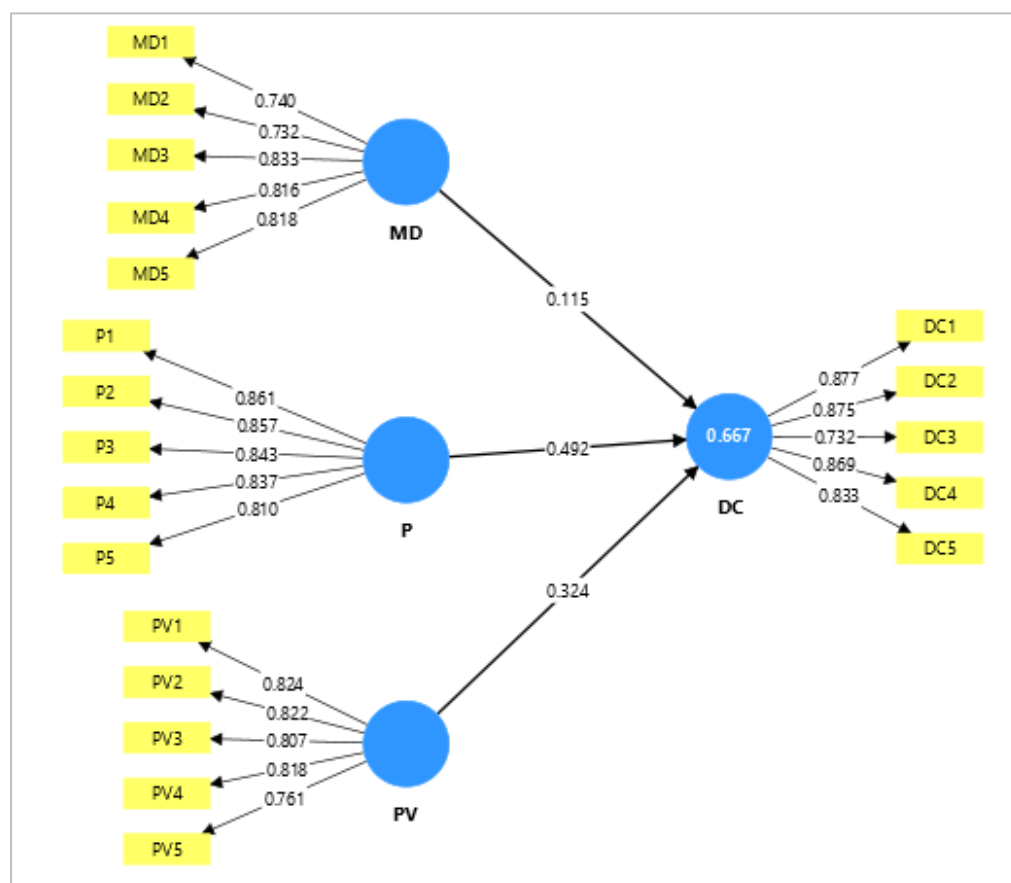 MD1
MD2
MD3
MD4
MD5
0.740
0.732
0.833
0.816
0.818
MD
0.115
P1
P2
P3
P4
P5
0.861
0.857
0.843
0.837
0.810
P
0.492
PV1
PV2
PV3
PV4
PV5
0.824
0.822
0.807
0.818
0.761
PV
0.324
0.667
DC
0.877
0.875
0.732
0.869
0.833
DC1
DC2
DC3
DC4
DC5